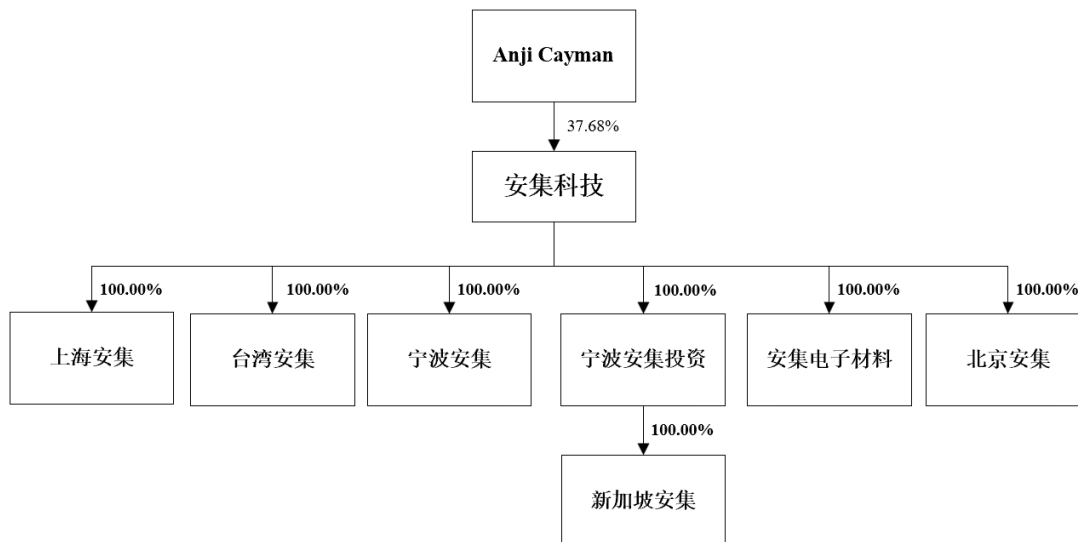 Anji Cayman
37.68%
安集科技
100.00%
100.00%
100.00%
100.00%
100.00%
100.00%
上海安集
台湾安集
宁波安集
宁波安集投资
安集电子材料
北京安集
100.00%
新加坡安集